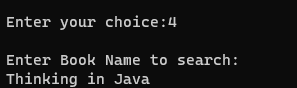 Enter your choice:4
Enter Book Name to search:
Thinking in Java